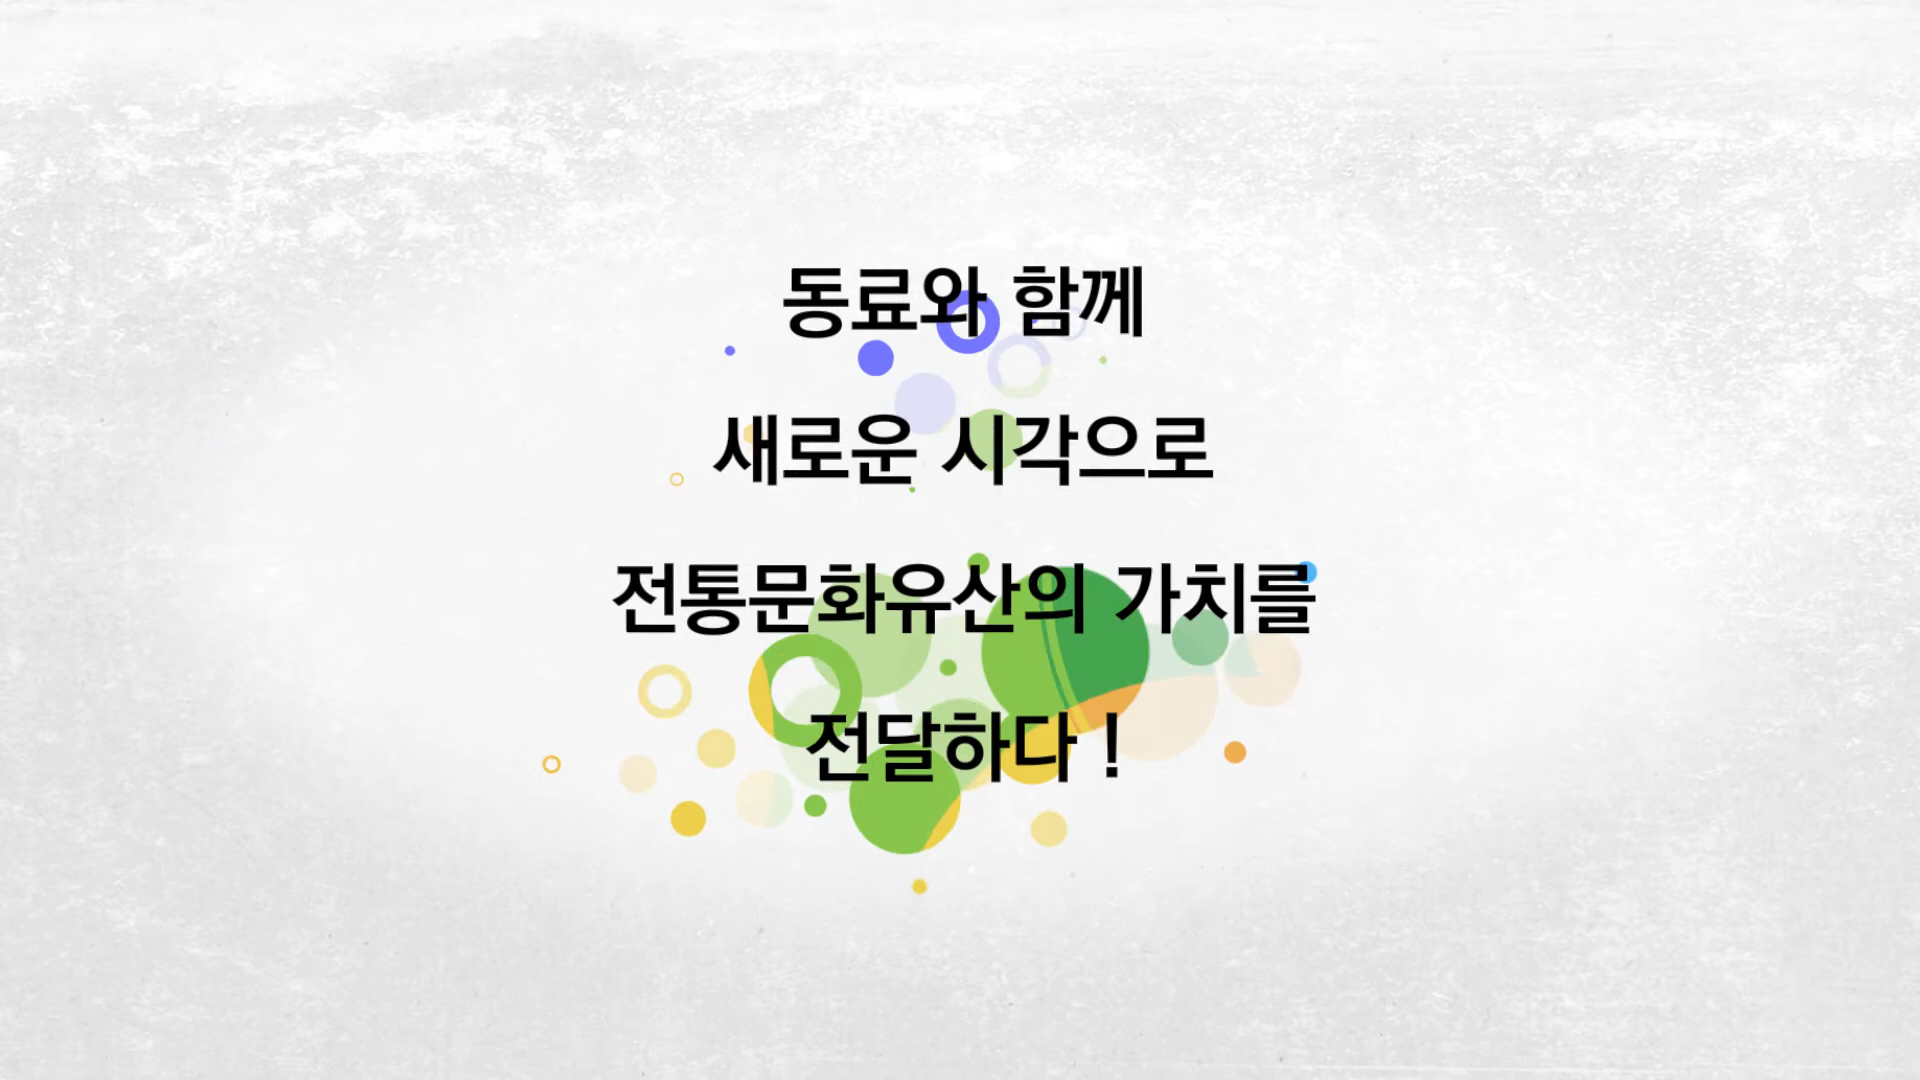 동료와 함께
새로운 시각으로
전통문화유산의 가치를
전달하다 !